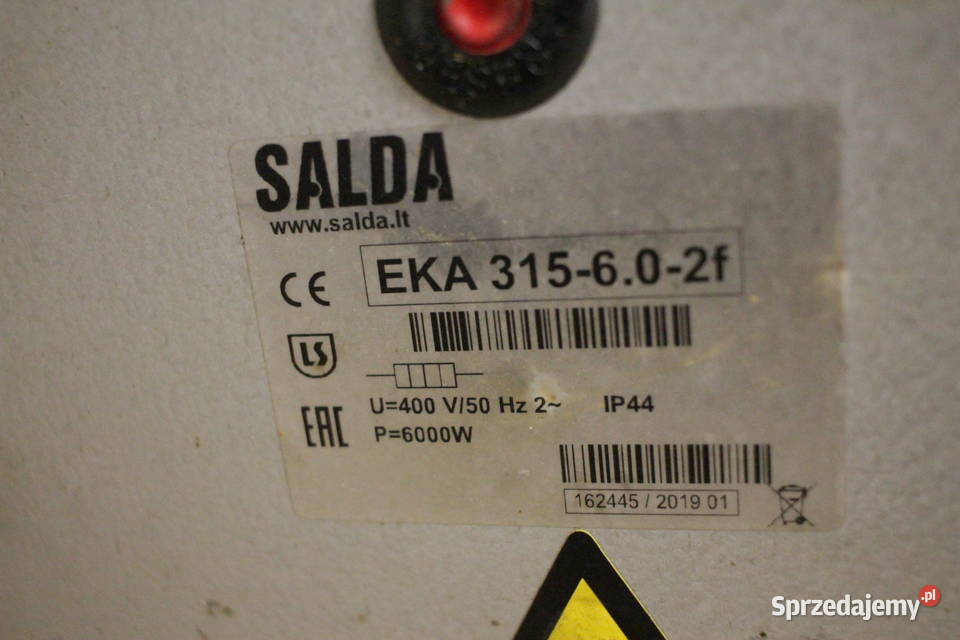 SALDA
www.salda.lt
CE
EKA 315-6.0-2f
LS
EAC
U=400 V/50 Hz 2~ IP44
P=6000W
162445 / 2019 01
Sprzedajemy.pl